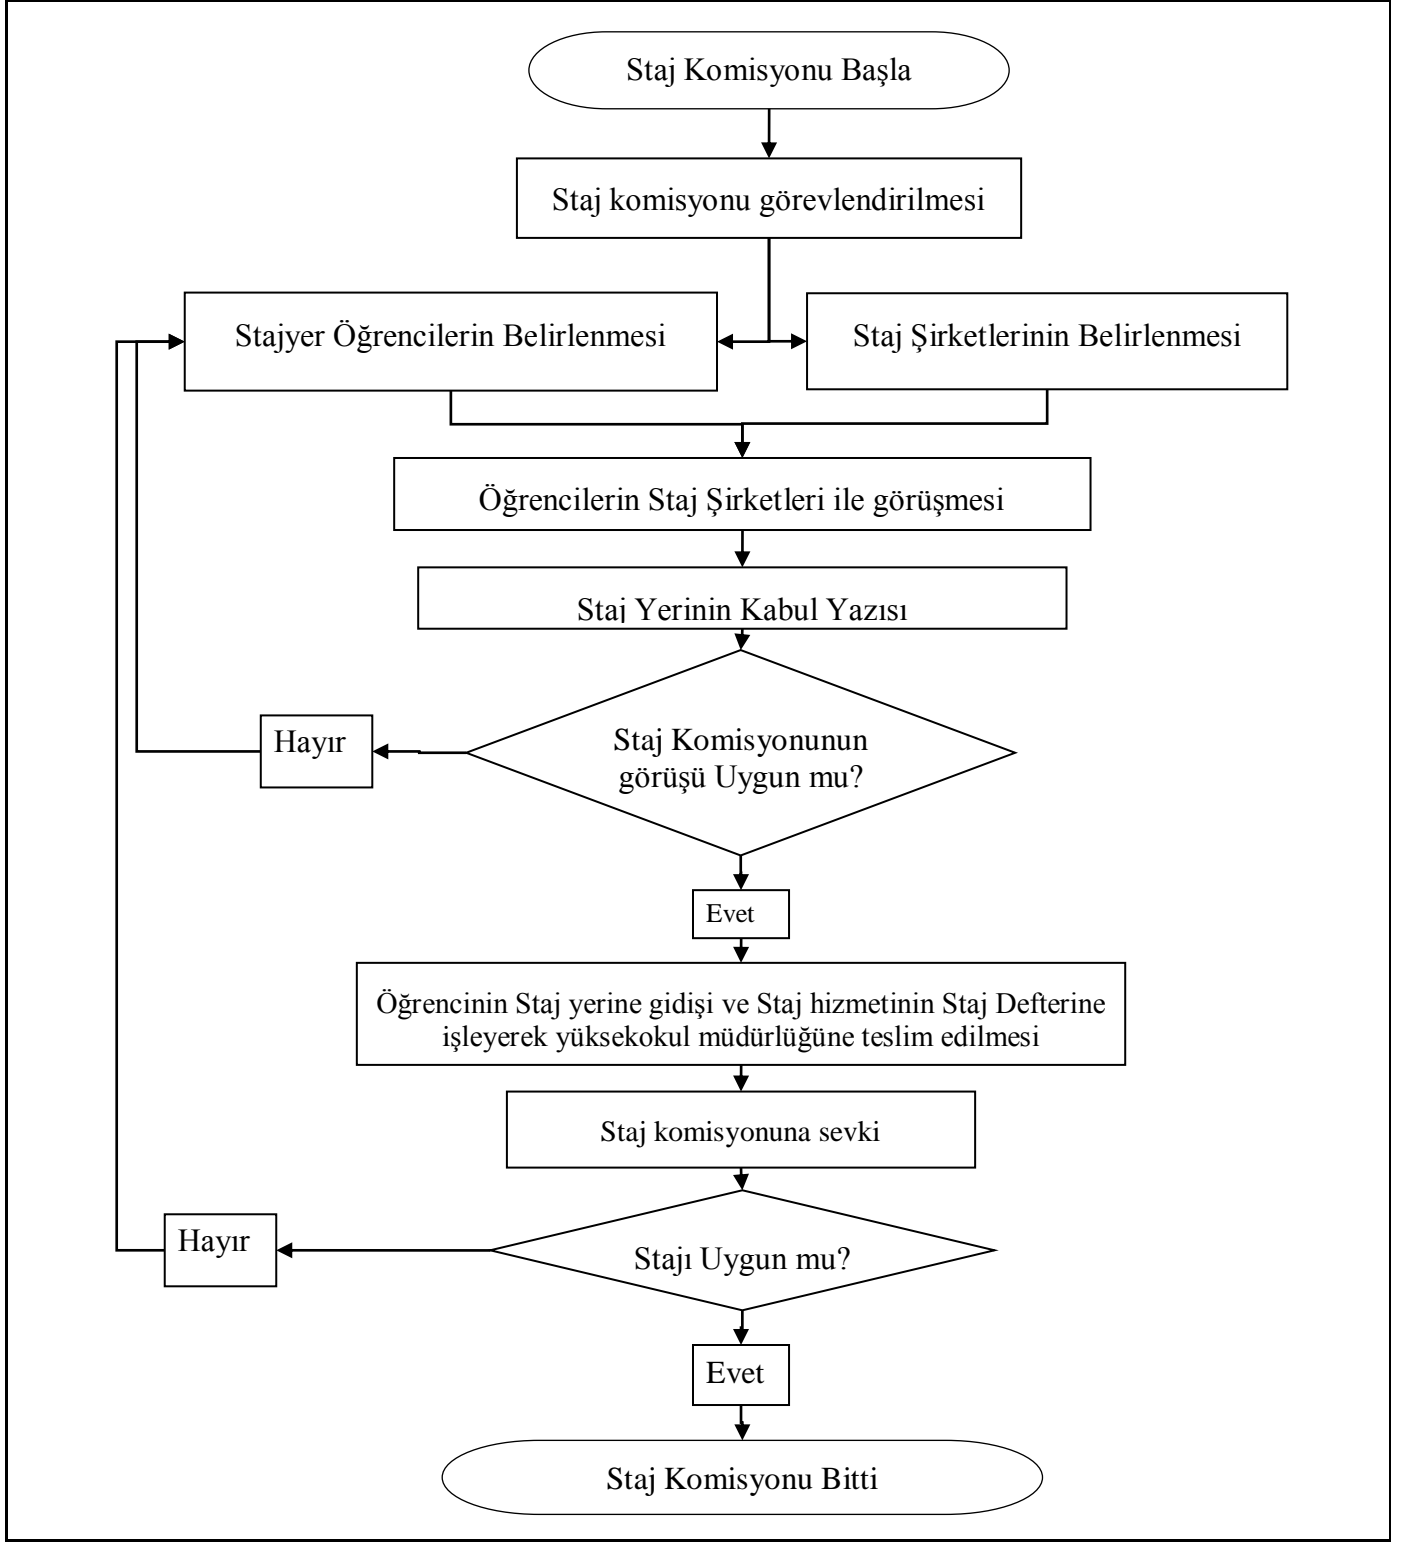 Staj Komisyonu Başla
Staj komisyonu görevlendirilmesi
Stajyer Öğrencilerin Belirlenmesi
Staj Şirketlerinin Belirlenmesi
Öğrencilerin Staj Şirketleri ile görüşmesi
Staj Yerinin Kabul Yazısı
Hayır
Staj Komisyonunun
görüşü Uygun mu?
Evet
Öğrencinin Staj yerine gidişi ve Staj hizmetinin Staj Defterine
işleyerek yüksekokul müdürlüğüne teslim edilmesi
Staj komisyonuna sevki
Hayır
Stajı Uygun mu?
Evet
Staj Komisyonu Bitti